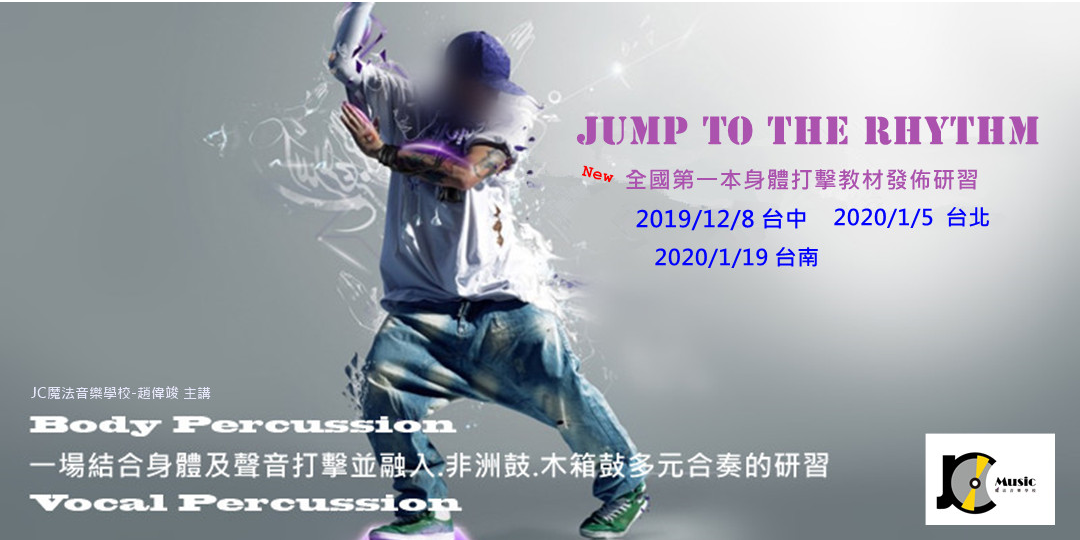 JUMP TO THE RHYTHM
New 全國第一本身體打擊教材發佈研習
2019/12/8 台中 2020/1/5 台北
2020/1/19 台南
JC魔法音樂學校-趙偉竣 主講
Body Percussion
一場結合身體及聲音打擊並融入.非洲鼓.木箱鼓多元合奏的研習
Vocal Percussion
JC Music